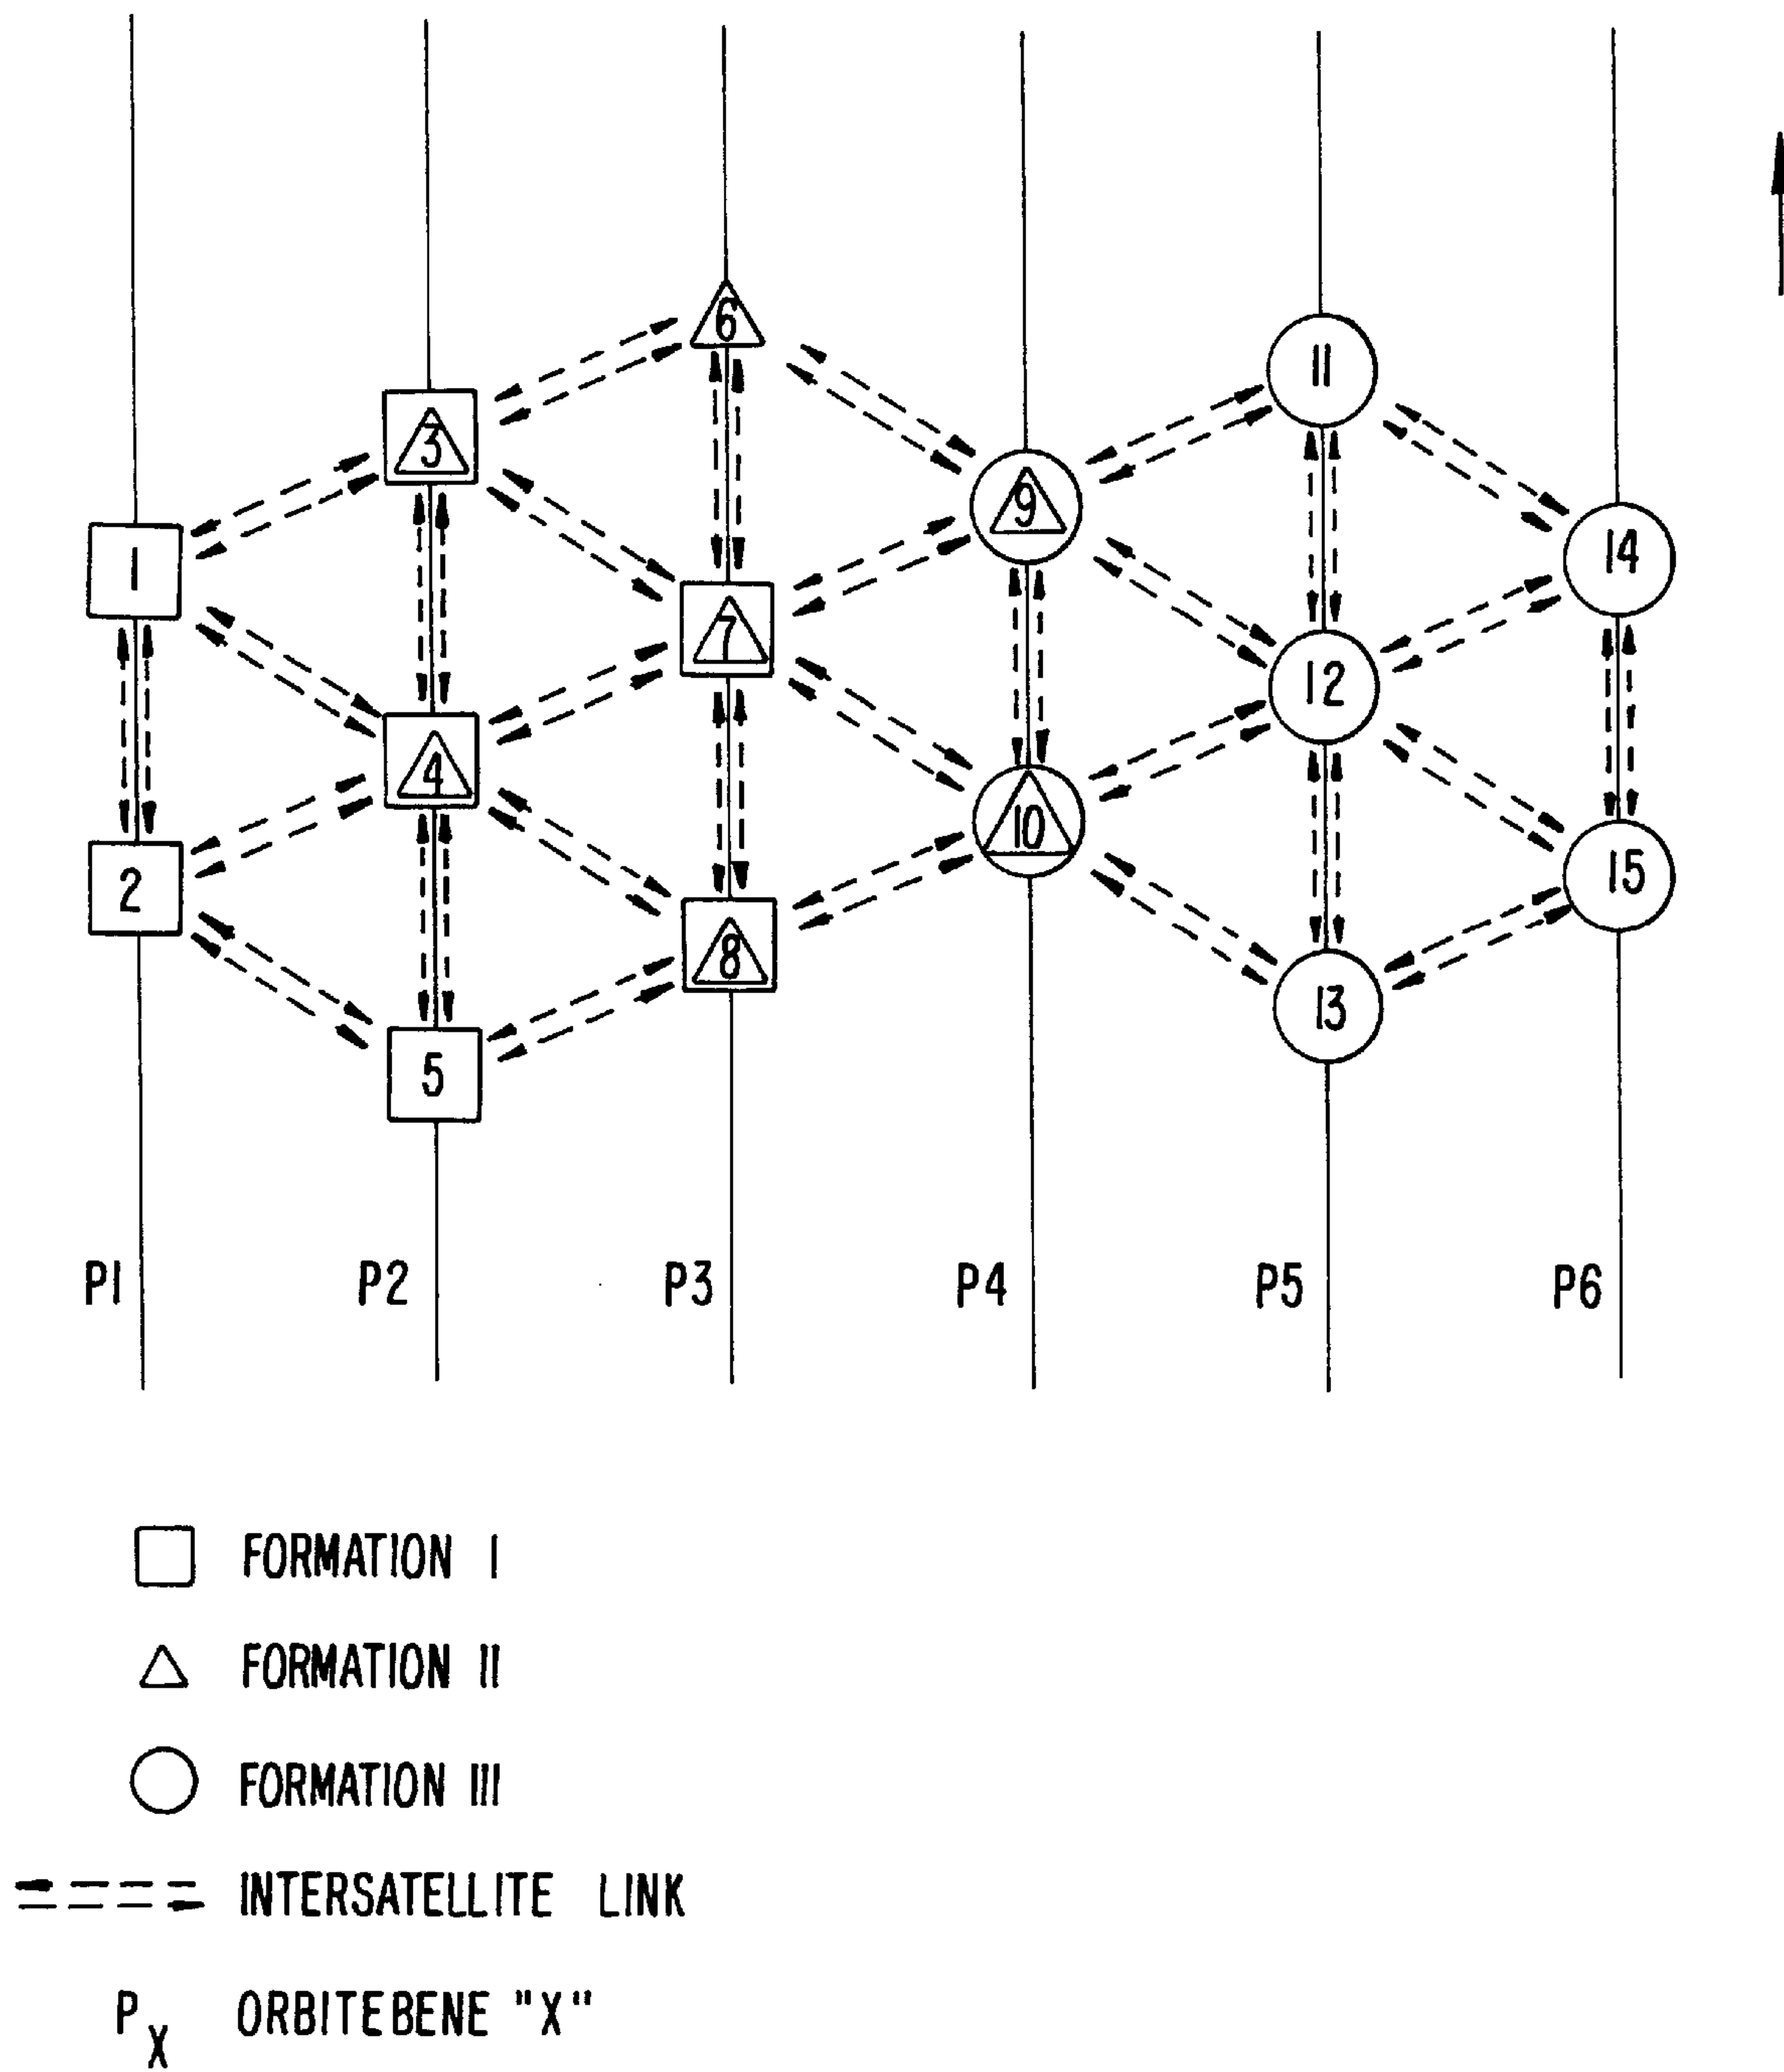 6
11
3
9
14
1
7
12
4
10
15
2
8
13
5
P1 P2 P3 P4 P5 P6
FORMATION I
FORMATION II
FORMATION III
INTERSATELLITE LINK
PX ORBITEBENE "X"